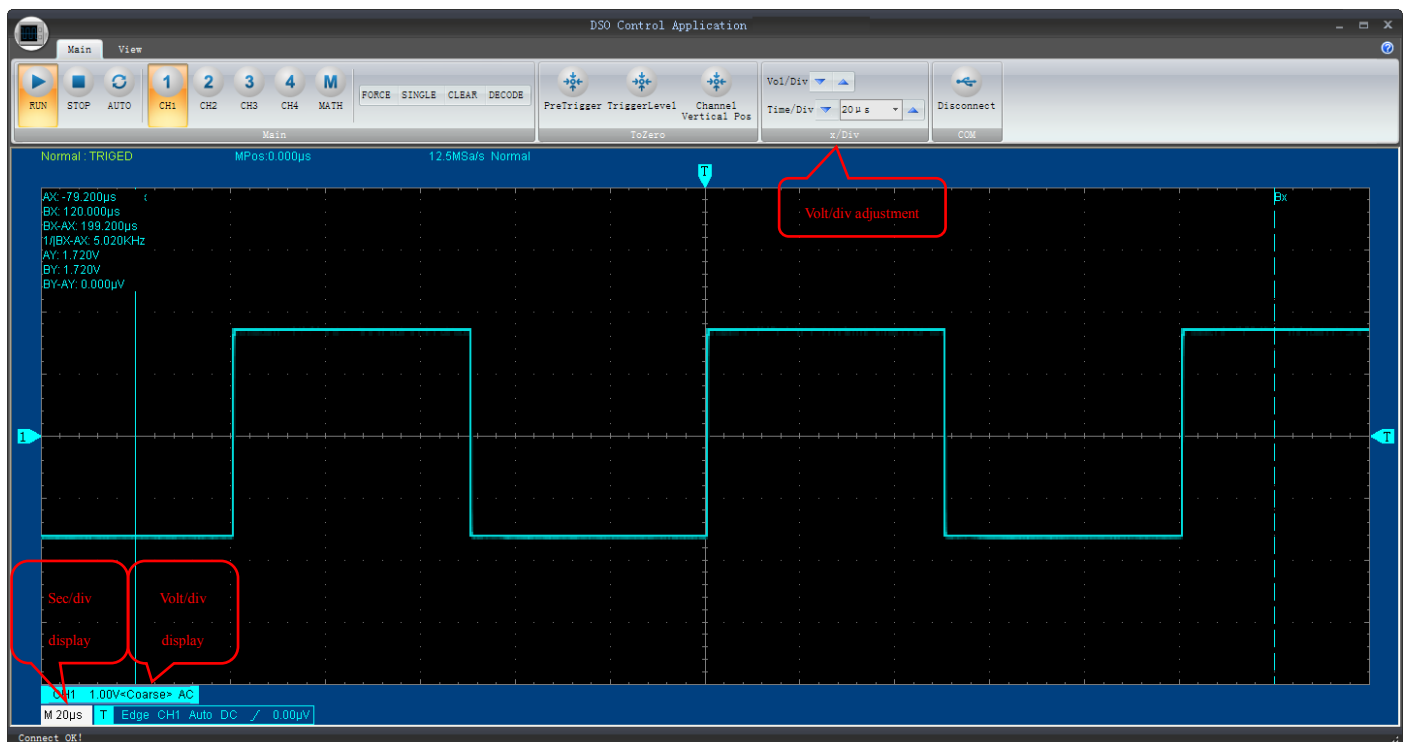 DSO Control Application
Main View
1 2 3 4 M
RUN STOP AUTO CH1 CH2 CH3 CH4 MATH
FORCE SINGLE CLEAR DECODE
Main
PreTrigger TriggerLevel Channel
Vertical Pos
ToZero
Vol/Div
Time/Div 20μs
x/Div
Disconnect
COM
Normal : TRIGED MPos:0.000μs 12.5MSa/s Normal
T
Volt/div adjustment
AX: -79.200μs
BX: 120.000μs
BX-AX: 199.200μs
1/|BX-AX: 5.020KHz
AY: 1.720V
BY: 1.720V
BY-AY: 0.000μV
Bx
1
T
Sec/div
display
Volt/div
display
CH1 1.00V<Coarse> AC
M 20μs T Edge CH1 Auto DC 0.00μV
Connect OK!